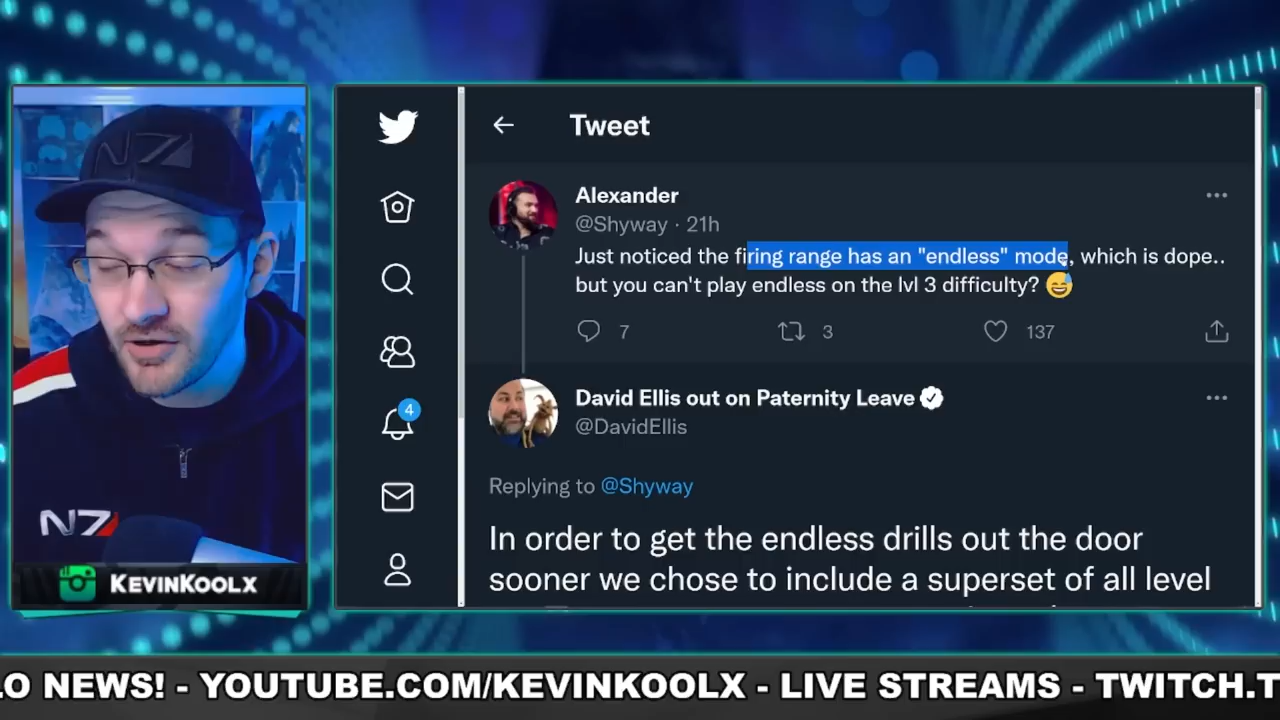 N7
N7
KEVINKOOLX
4
Tweet
Alexander
@Shyway · 21h
Just noticed the firing range has an "endless" mode, which is dope..
but you can't play endless on the lvl 3 difficulty? 😅
7
3
137
David Ellis out on Paternity Leave
@DavidEllis
Replying to @Shyway
In order to get the endless drills out the door
sooner we chose to include a superset of all level
LO NEWS! - YOUTUBE.COM/KEVINKOOLX - LIVE STREAMS - TWITCH.T